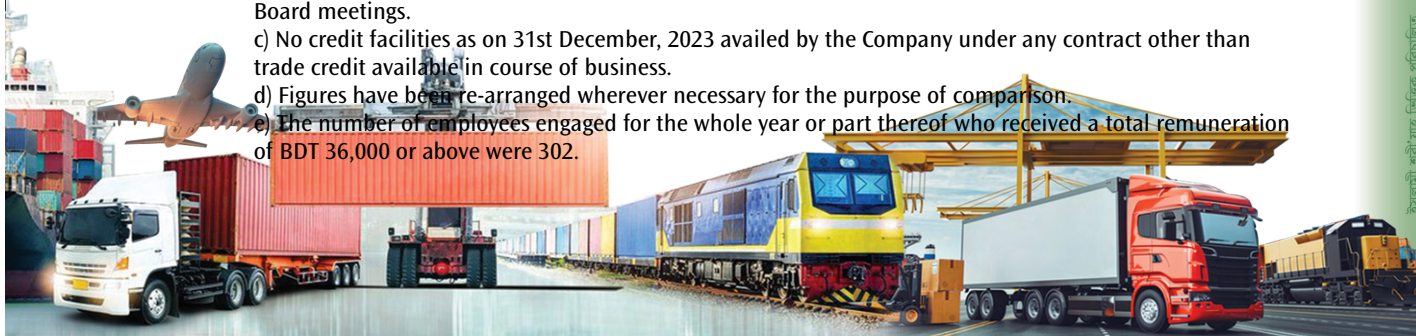 Board meetings.
c) No credit facilities as on 31st December, 2023 availed by the Company under any contract other than
trade credit available in course of business.
d) Figures have been re-arranged wherever necessary for the purpose of comparison.
e) The number of employees engaged for the whole year or part thereof who received a total remuneration
of BDT 36,000 or above were 302.